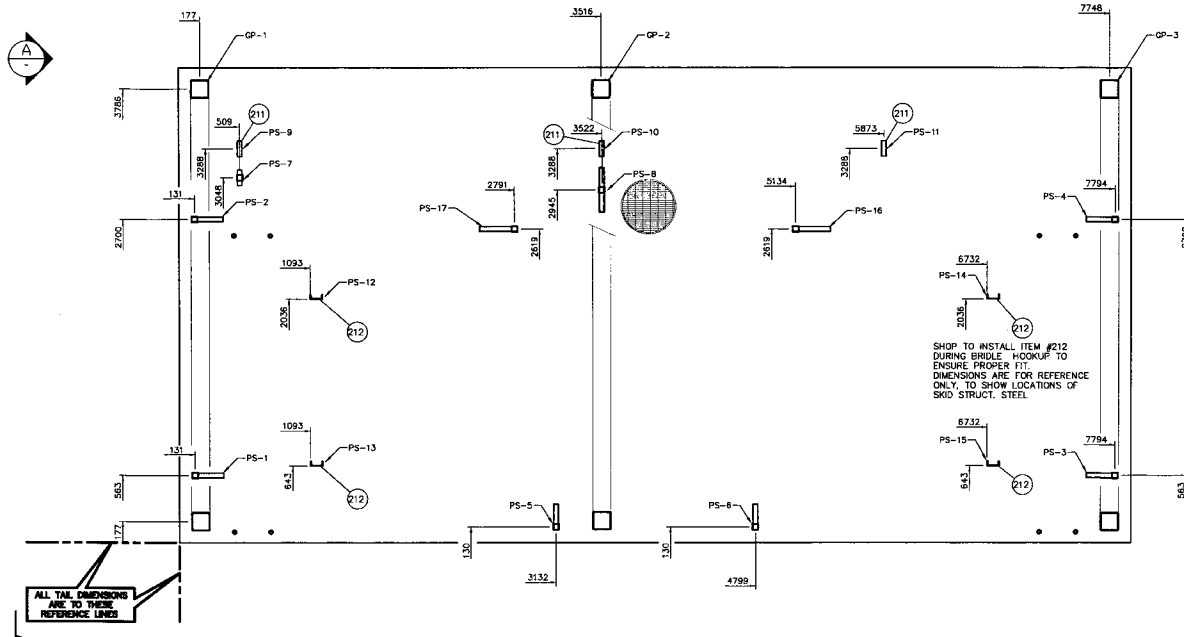 177
3516
7748
GP-1
GP-2
GP-3
A
-
3786
211
509
PS-9
3288
PS-7
3048
131
PS-2
2700
211
3522
PS-10
3288
PS-8
2945
2791
PS-17
2619
5134
PS-16
2619
211
5873
PS-11
3288
7794
PS-4
1093
PS-12
2036
212
6732
PS-14
2036
212
SHOP TO INSTALL ITEM #212
DURING BRIDLE HOOKUP TO
ENSURE PROPER FIT.
DIMENSIONS ARE FOR REFERENCE
ONLY, TO SHOW LOCATIONS OF
SKID STRUCT. STEEL
131
PS-1
563
1093
PS-13
643
212
6732
PS-15
643
212
7794
PS-3
563
177
PS-5
130
3132
PS-6
130
4799
ALL TAIL DIMENSIONS
ARE TO THESE
REFERENCE LINES